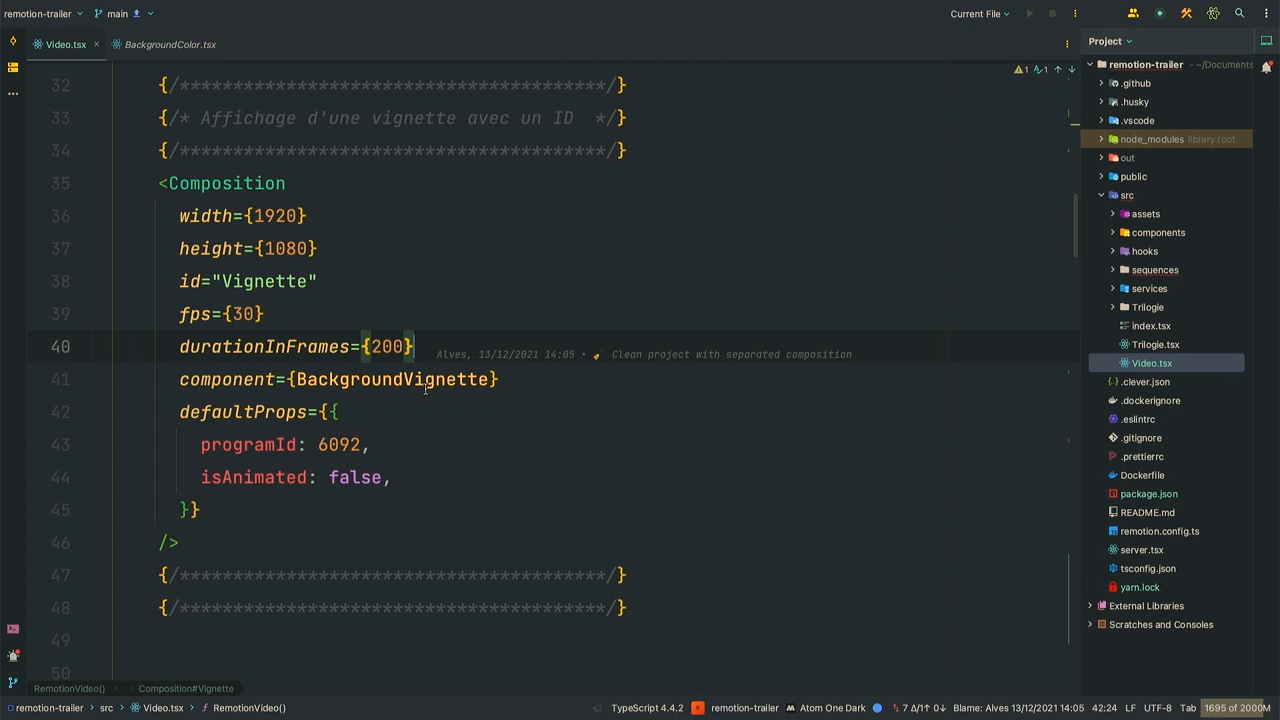 remotion-trailer main Current File
Video.tsx × BackgroundColor.tsx
1 1
32 {/****************************************/}
33 {/* Affichage d'une vignette avec un ID */}
34 {/****************************************/}
35 <Composition
36 width={1920}
37 height={1080}
38 id="Vignette"
39 fps={30}
40 durationInFrames={200} Alves, 13/12/2021 14:05 • Clean project with separated composition
41 component={BackgroundVignette}
42 defaultProps={{
43 programId: 6092,
44 isAnimated: false,
45 }}
46 />
47 {/****************************************/}
48 {/****************************************/}
49
50
RemotionVideo() Composition#Vignette
Project
remotion-trailer - ~/Documents
.github
.husky
.vscode
node_modules library root
out
public
src
assets
components
hooks
sequences
services
Trilogie
index.tsx
Trilogie.tsx
Video.tsx
.clever.json
.dockerignore
.eslintrc
.gitignore
.prettierrc
Dockerfile
package.json
README.md
remotion.config.ts
server.tsx
tsconfig.json
yarn.lock
External Libraries
Scratches and Consoles
remotion-trailer > src > Video.tsx > RemotionVideo() TypeScript 4.4.2 remotion-trailer Atom One Dark 7 Δ/1↑ 0↓ Blame: Alves 13/12/2021 14:05 42:24 LF UTF-8 Tab 1695 of 2000M